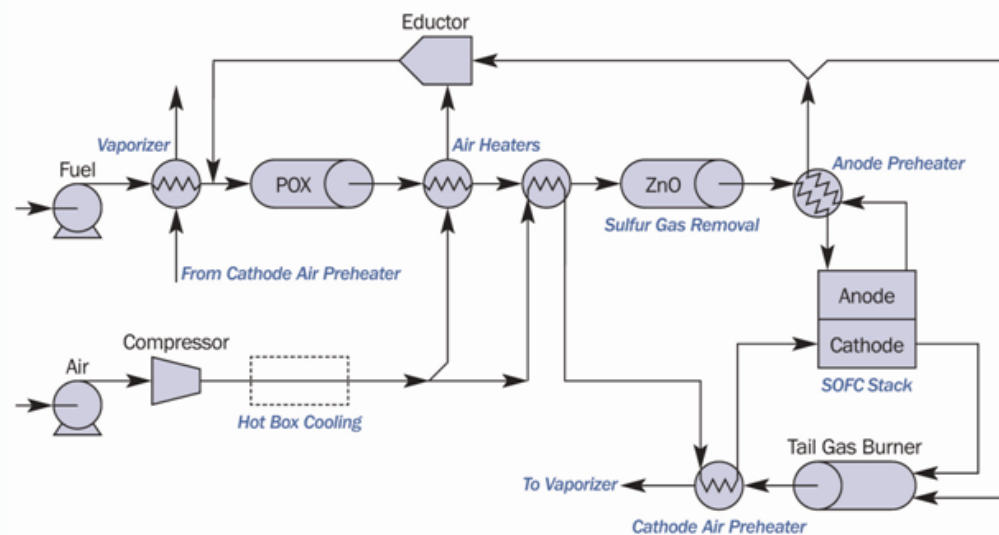 Eductor
Vaporizer
Air Heaters
Fuel
Anode Preheater
POX
ZnO
Sulfur Gas Removal
From Cathode Air Preheater
Anode
Compressor
Cathode
Air
SOFC Stack
Hot Box Cooling
Tail Gas Burner
To Vaporizer
Cathode Air Preheater